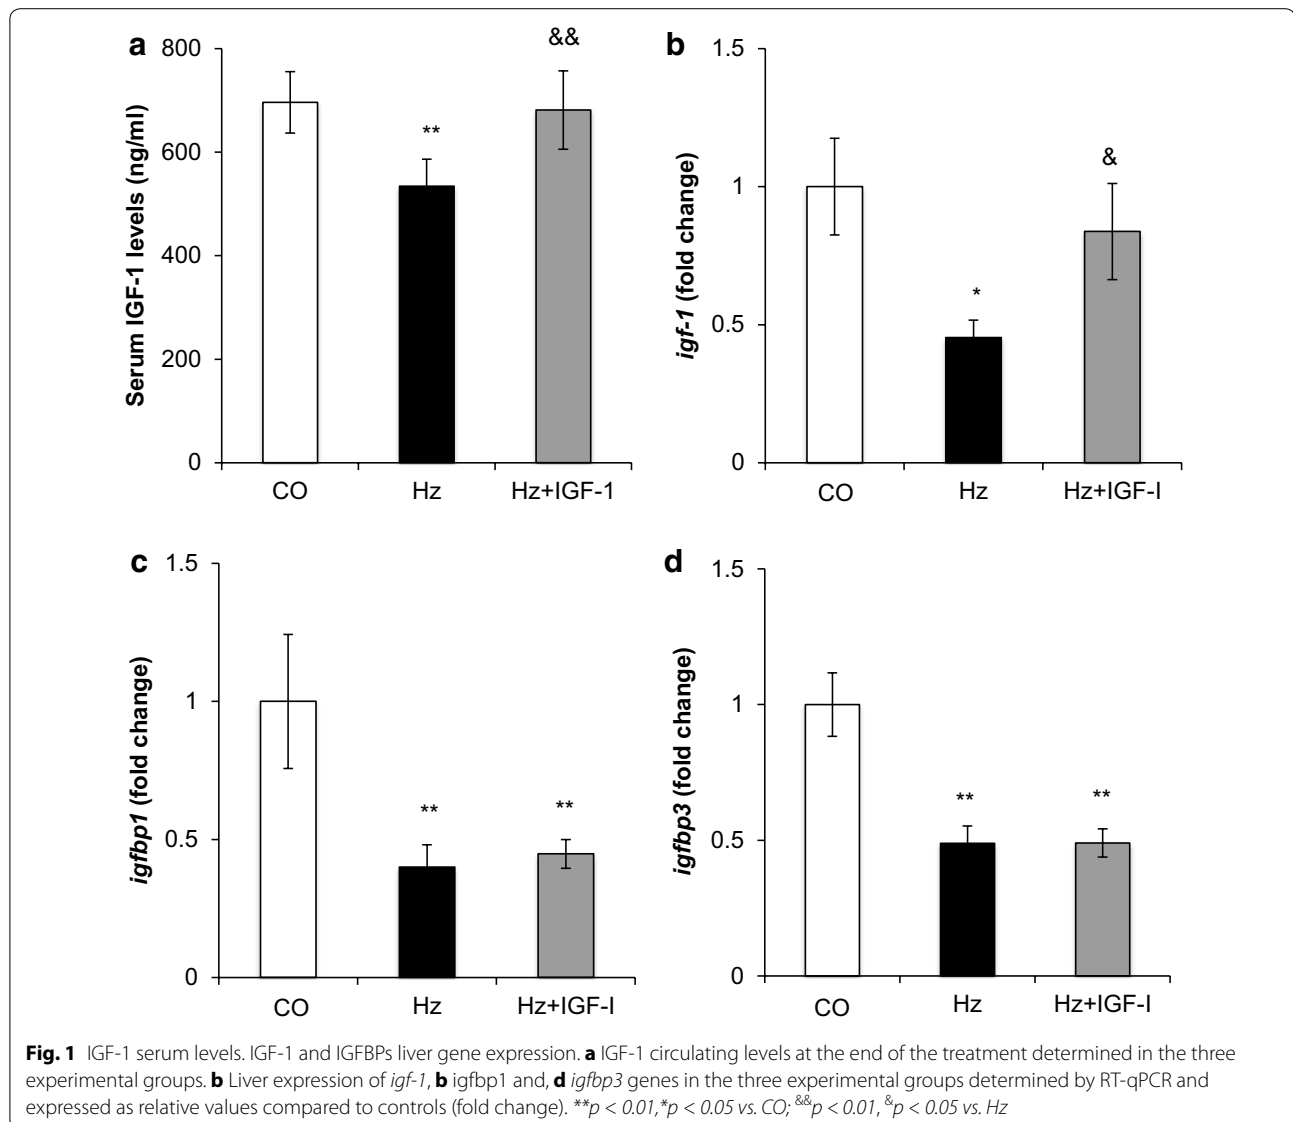 a
800
600
400
200
0
Serum IGF-1 levels (ng/ml)
**
&&
CO Hz Hz+IGF-1
b
1.5
1
0.5
0
igf-1 (fold change)
*
&
CO Hz Hz+IGF-I
c
1.5
1
0.5
0
igfbp1 (fold change)
**
**
CO Hz Hz+IGF-I
d
1.5
1
0.5
0
igfbp3 (fold change)
**
**
CO Hz Hz+IGF-I
Fig. 1 IGF-1 serum levels. IGF-1 and IGFBPs liver gene expression. a IGF-1 circulating levels at the end of the treatment determined in the three
experimental groups. b Liver expression of igf-1, b igfbp1 and, d igfbp3 genes in the three experimental groups determined by RT-qPCR and
expressed as relative values compared to controls (fold change). **p < 0.01,*p < 0.05 vs. CO; &&p < 0.01, &p < 0.05 vs. Hz